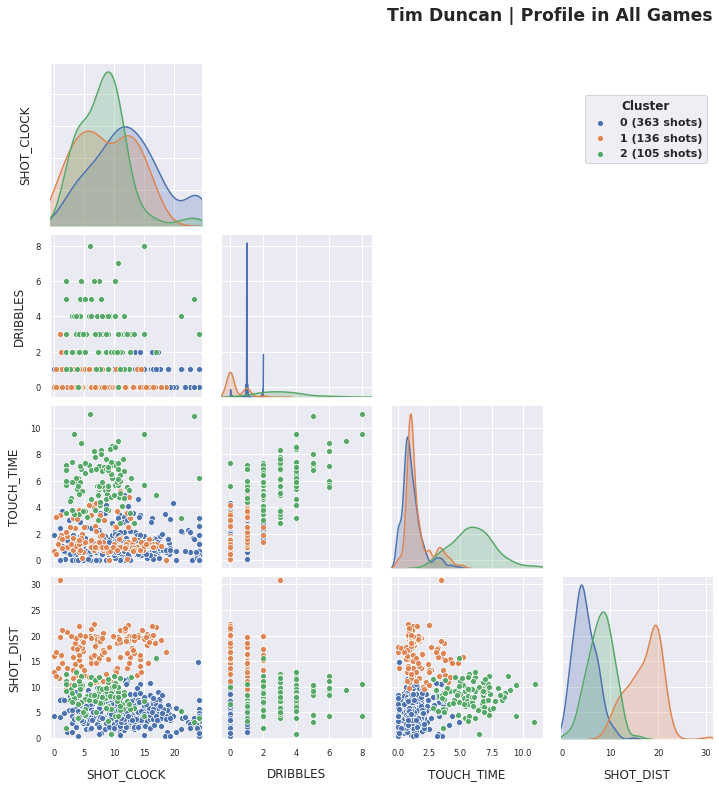 Tim Duncan | Profile in All Games
SHOT_CLOCK
Cluster
0 (363 shots)
1 (136 shots)
2 (105 shots)
DRIBBLES
8
6
4
2
0
TOUCH_TIME
10
8
6
4
2
0
SHOT_DIST
30
25
20
15
10
5
0
0 5 10 15 20
0 2 4 6 8
0.0 2.5 5.0 7.5 10.0
0 10 20 30
SHOT_CLOCK DRIBBLES TOUCH_TIME SHOT_DIST